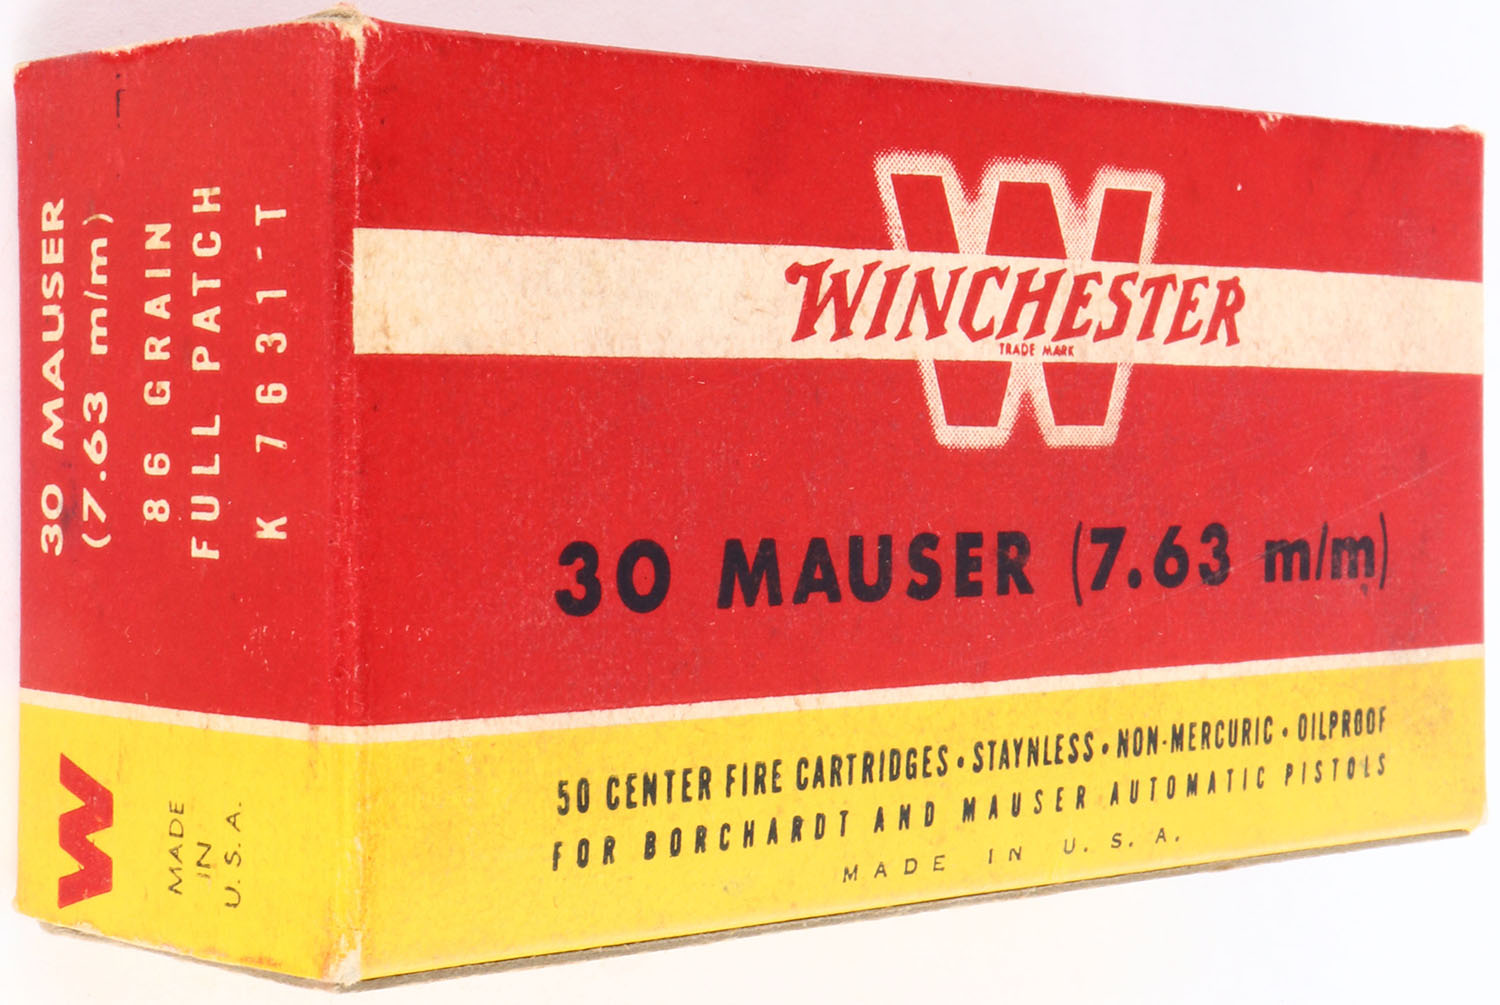 30 MAUSER
(7.63 m/m)
86 GRAIN
FULL PATCH
K 7631-T
W
MADE
IN
U.S.A.
W
WINCHESTER
TRADE MARK
30 MAUSER (7.63 m/m)
50 CENTER FIRE CARTRIDGES • STAYNLESS • NON-MERCURIC • OILPROOF
FOR BORCHARDT AND MAUSER AUTOMATIC PISTOLS
MADE IN U.S.A.